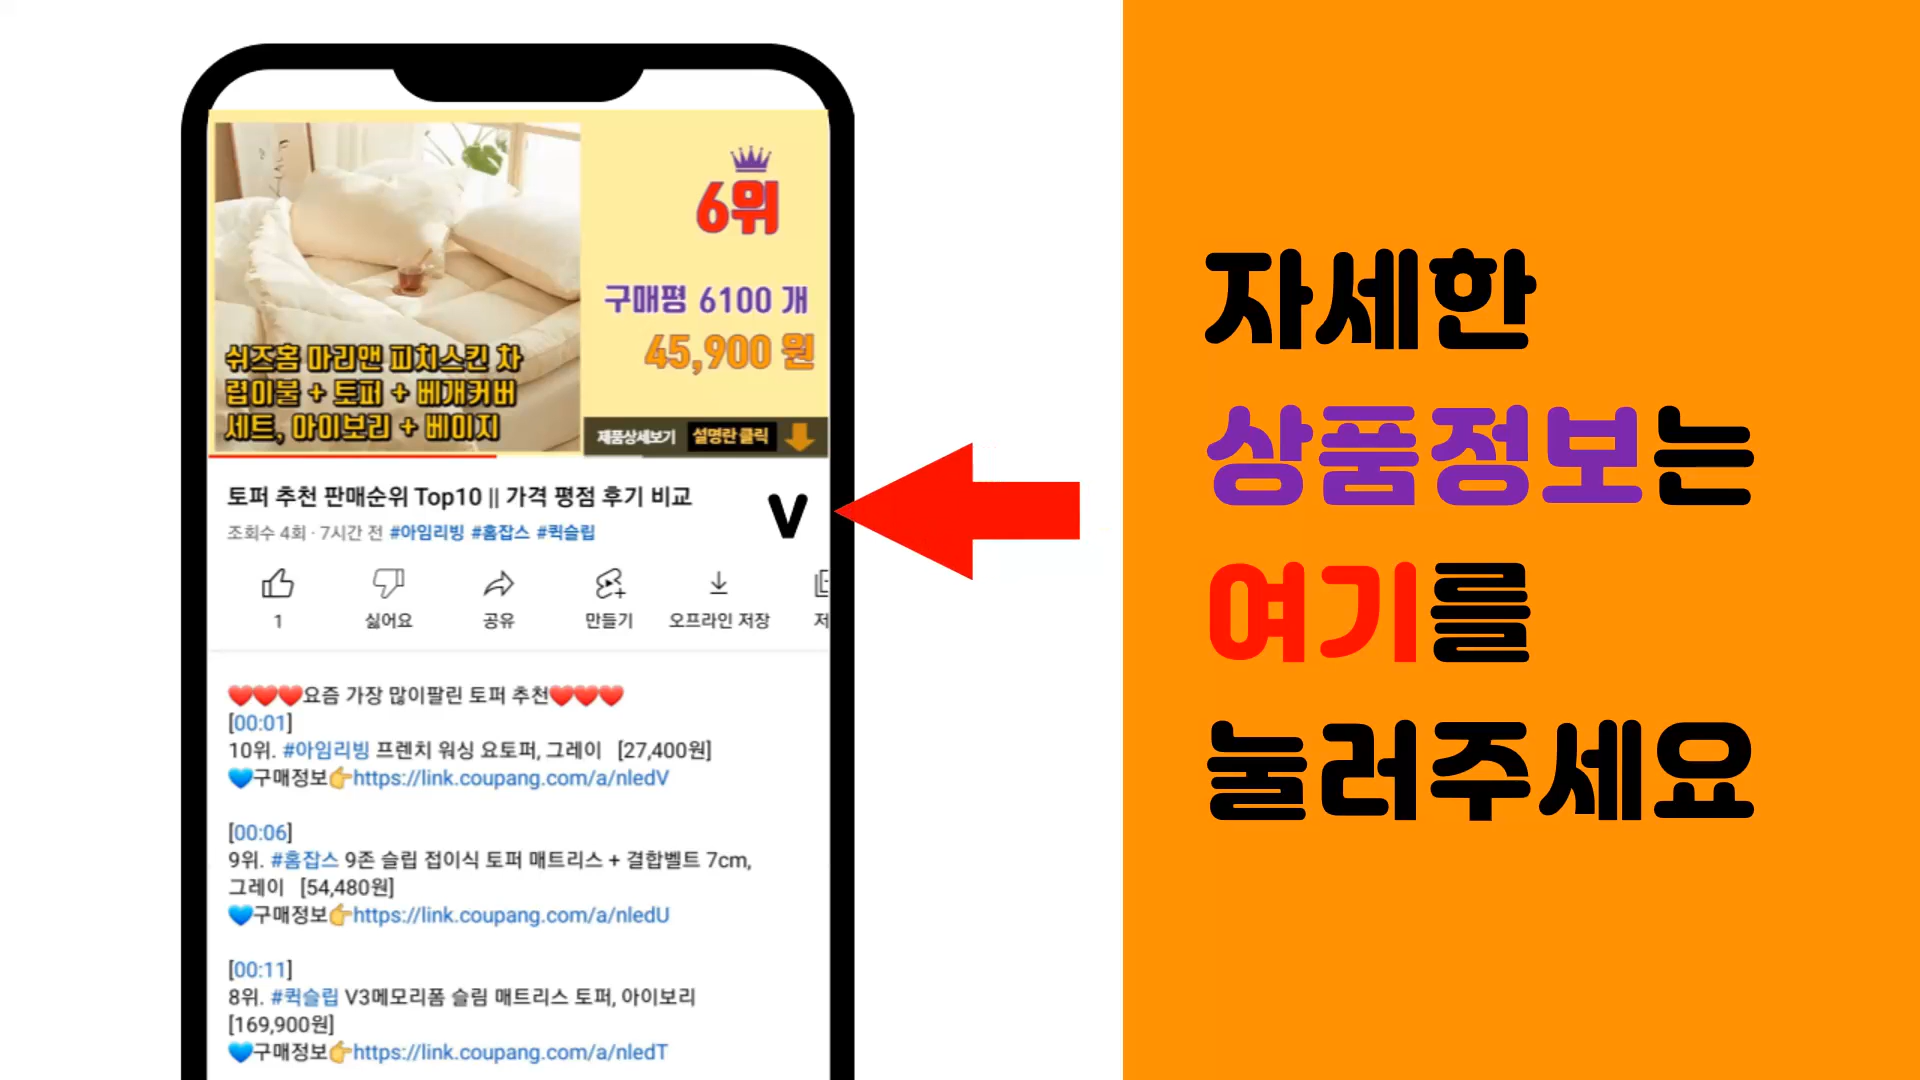 6위
구매평 6100 개
45,900 원
쉬즈홈 마리앤 피치스킨 차
렵이불 + 토퍼 + 베개커버
세트, 아이보리 + 베이지
제품상세보기 설명란 클릭
토퍼 추천 판매순위 Top10 || 가격 평점 후기 비교
조회수 4회 · 7시간 전 #아임리빙 #홈잡스 #퀵슬립
V
1 싫어요 공유 만들기 오프라인 저장 저
❤️❤️❤️요즘 가장 많이팔린 토퍼 추천❤️❤️❤️
[00:01]
10위. #아임리빙 프렌치 워싱 요토퍼, 그레이 [27,400원]
💙구매정보👉https://link.coupang.com/a/nledV
[00:06]
9위. #홈잡스 9존 슬립 접이식 토퍼 매트리스 + 결합벨트 7cm,
그레이 [54,480원]
💙구매정보👉https://link.coupang.com/a/nledU
[00:11]
8위. #퀵슬립 V3메모리폼 슬림 매트리스 토퍼, 아이보리
[169,900원]
💙구매정보👉https://link.coupang.com/a/nledT
자세한
상품정보는
여기를
눌러주세요